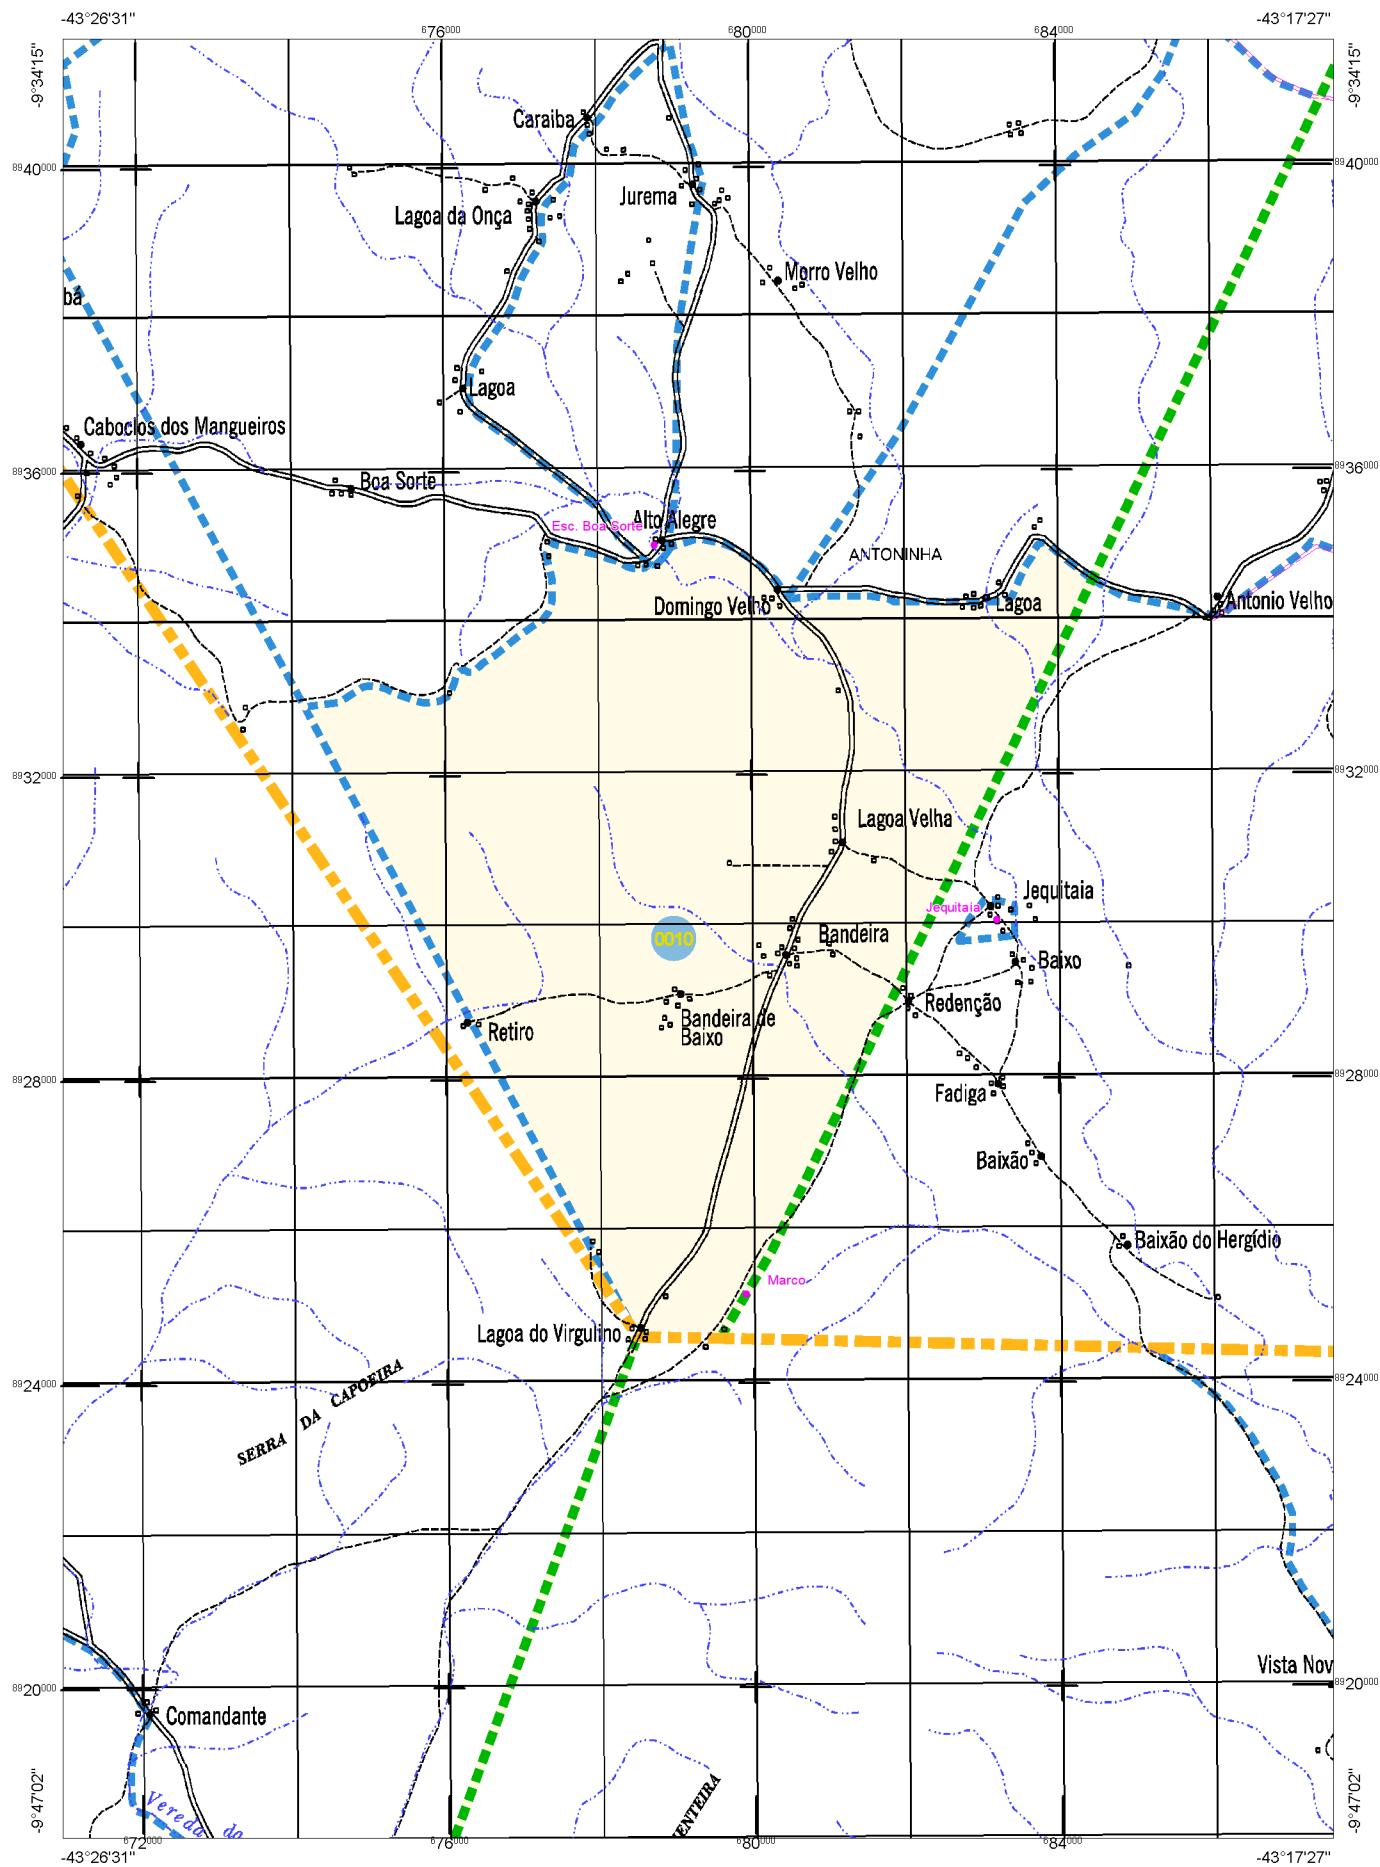 -43°26'31"
-43°17'27"
676000
680000
684000
-9°34'15"
-9°34'15"
Caraiba
8940000
8940000
Jurema
Lagoa da Onça
Morro Velho
bá
Lagoa
Caboclos dos Mangueiros
8936000
8936000
Boa Sorte
Alto Alegre
Esc. Boa Sorte
ANTONINHA
Domingo Velho
Lagoa
Antonio Velho
8932000
8932000
Lagoa Velha
Jequitaia
Jequitaia
Bandeira
0010
Baixo
Redenção
Bandeira de
Baixo
Retiro
8928000
8928000
Fadiga
Baixão
Baixão do Hergídio
Marco
Lagoa do Virgulino
8924000
8924000
SERRA DA CAPOEIRA
Vista Nov
8920000
8920000
Comandante
ENTEIRA
Vereda do
-9°47'02"
-9°47'02"
672000
676000
680000
684000
-43°26'31"
-43°17'27"